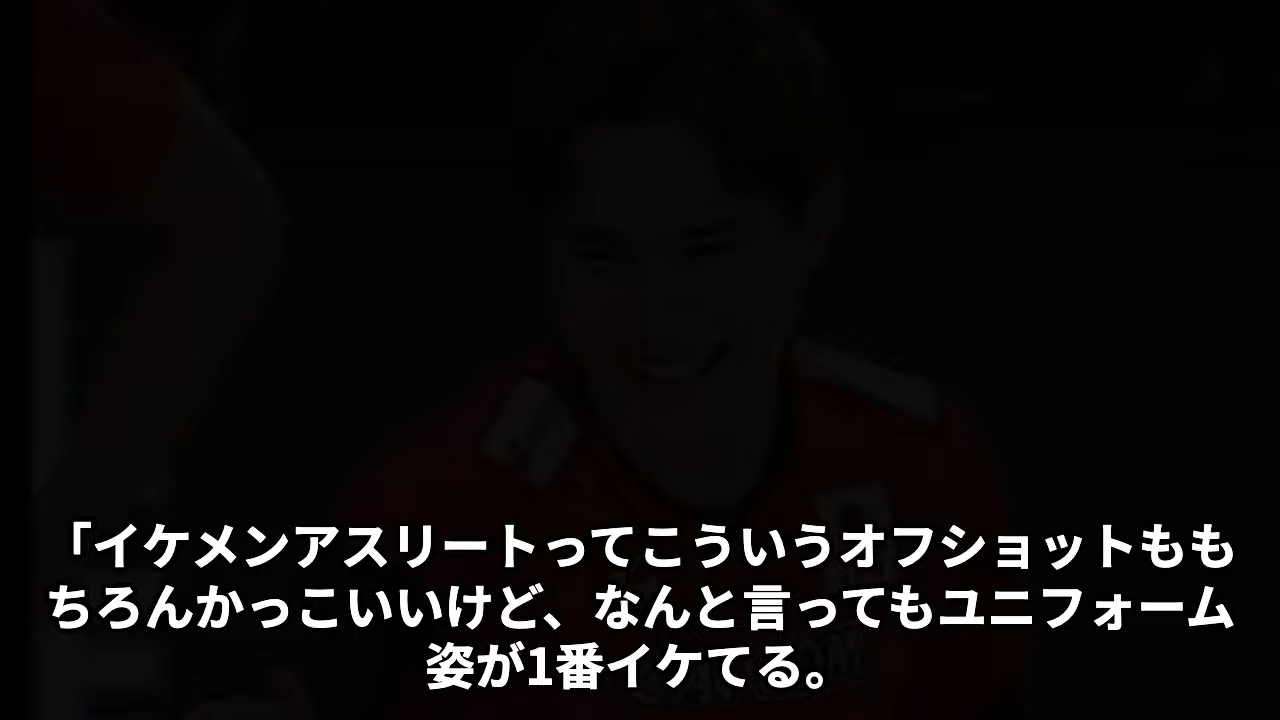 「イケメンアスリートってこういうオフショットもも
ちろんかっこいいけど、なんと言ってもユニフォーム
姿が1番イケてる。